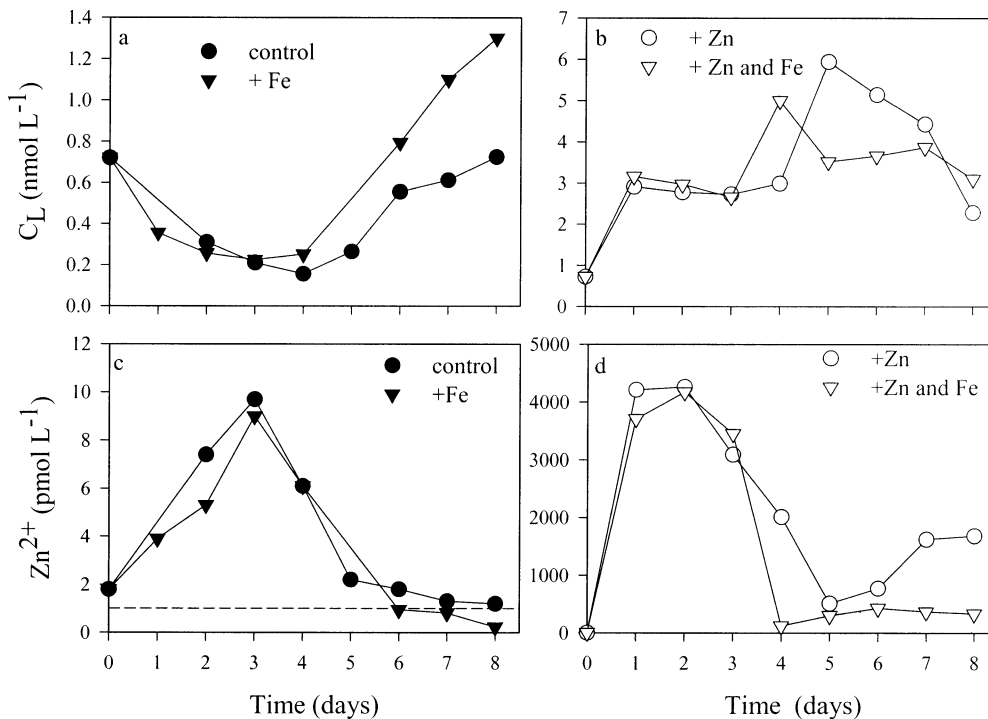 a
control
+ Fe
C_L (nmol L^-1)
1.4
1.2
1.0
0.8
0.6
0.4
0.2
0.0
b
+ Zn
+ Zn and Fe
7
6
5
4
3
2
1
0
c
control
+Fe
Zn^2+ (pmol L^-1)
12
10
8
6
4
2
0
0 1 2 3 4 5 6 7 8
Time (days)
d
+Zn
+Zn and Fe
5000
4000
3000
2000
1000
0
0 1 2 3 4 5 6 7 8
Time (days)